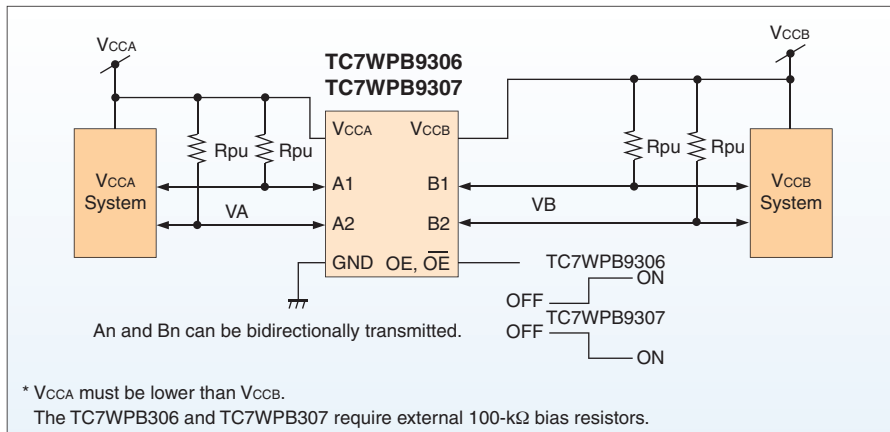 VCCA
VCCB
TC7WPB9306
TC7WPB9307
VCCA
VCCB
Rpu
Rpu
Rpu
Rpu
VCCA
System
A1
B1
VCCB
System
VA
A2
B2
VB
GND
OE, OE
TC7WPB9306
OFF
ON
An and Bn can be bidirectionally transmitted.
OFF
TC7WPB9307
ON
* VCCA must be lower than VCCB.
The TC7WPB306 and TC7WPB307 require external 100-kΩ bias resistors.